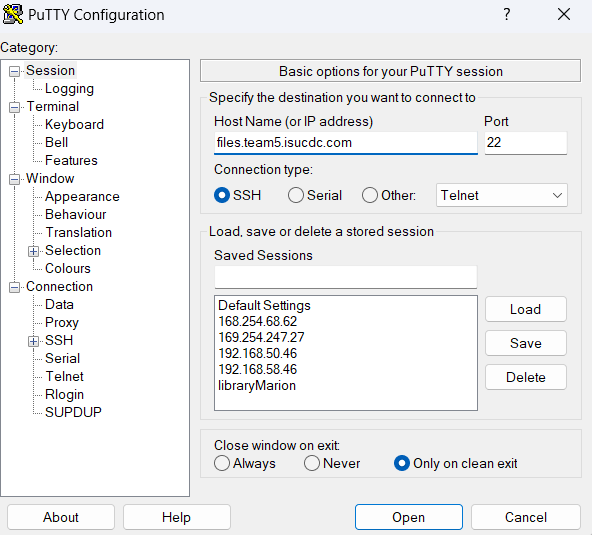 PuTTY Configuration
?
Category:
Session
Logging
Terminal
Keyboard
Bell
Features
Window
Appearance
Behaviour
Translation
Selection
Colours
Connection
Data
Proxy
SSH
Serial
Telnet
Rlogin
SUPDUP
Basic options for your PuTTY session
Specify the destination you want to connect to
Host Name (or IP address) Port
files.team5.isucdc.com 22
Connection type:
SSH Serial Other: Telnet
Load, save or delete a stored session
Saved Sessions
Default Settings
168.254.68.62
169.254.247.27
192.168.50.46
192.168.58.46
libraryMarion
Load
Save
Delete
Close window on exit:
Always Never Only on clean exit
About Help Open Cancel